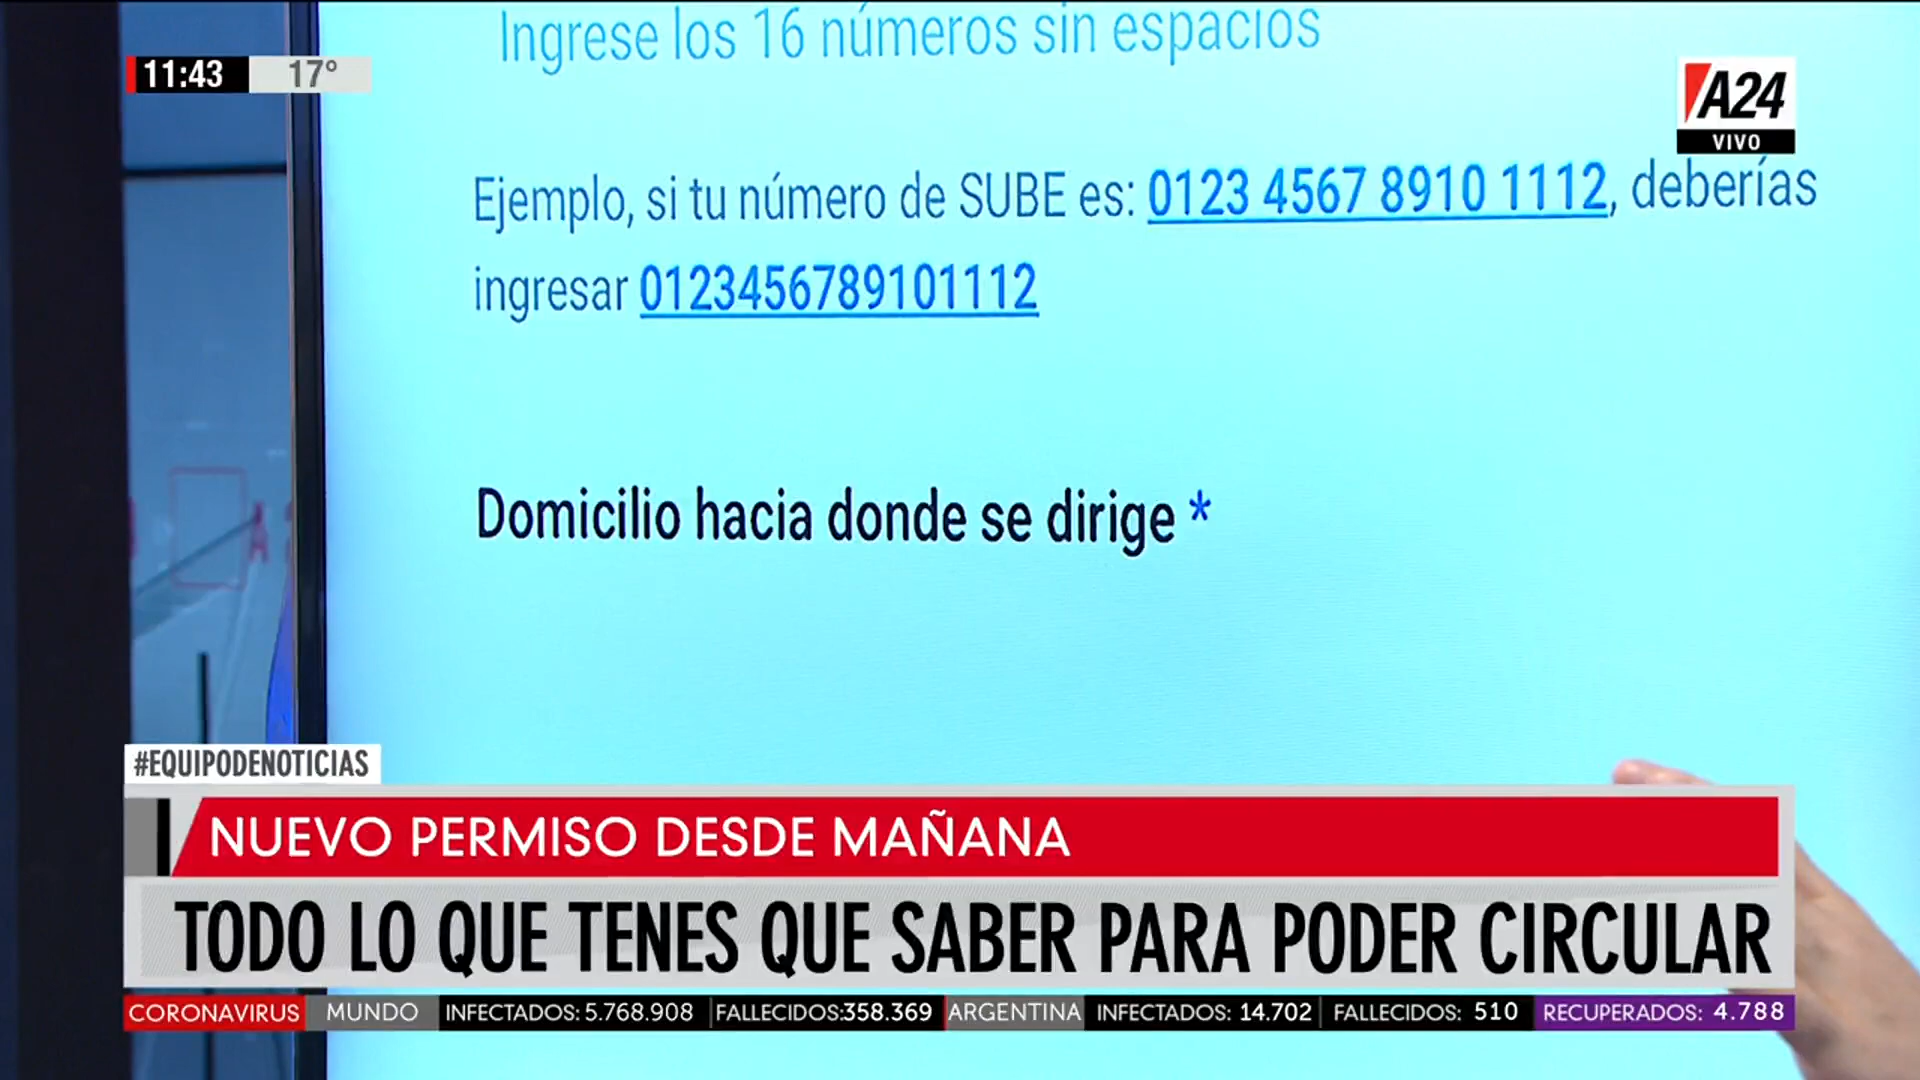 Ingrese los 16 números sin espacios
11:43 17°
A24
VIVO
Ejemplo, si tu número de SUBE es: 0123 4567 8910 1112, deberías
ingresar 0123456789101112
Domicilio hacia donde se dirige *
#EQUIPODENOTICIAS
NUEVO PERMISO DESDE MAÑANA
TODO LO QUE TENES QUE SABER PARA PODER CIRCULAR
CORONAVIRUS MUNDO INFECTADOS: 5.768.908 FALLECIDOS:358.369 ARGENTINA INFECTADOS: 14.702 FALLECIDOS: 510 RECUPERADOS: 4.788